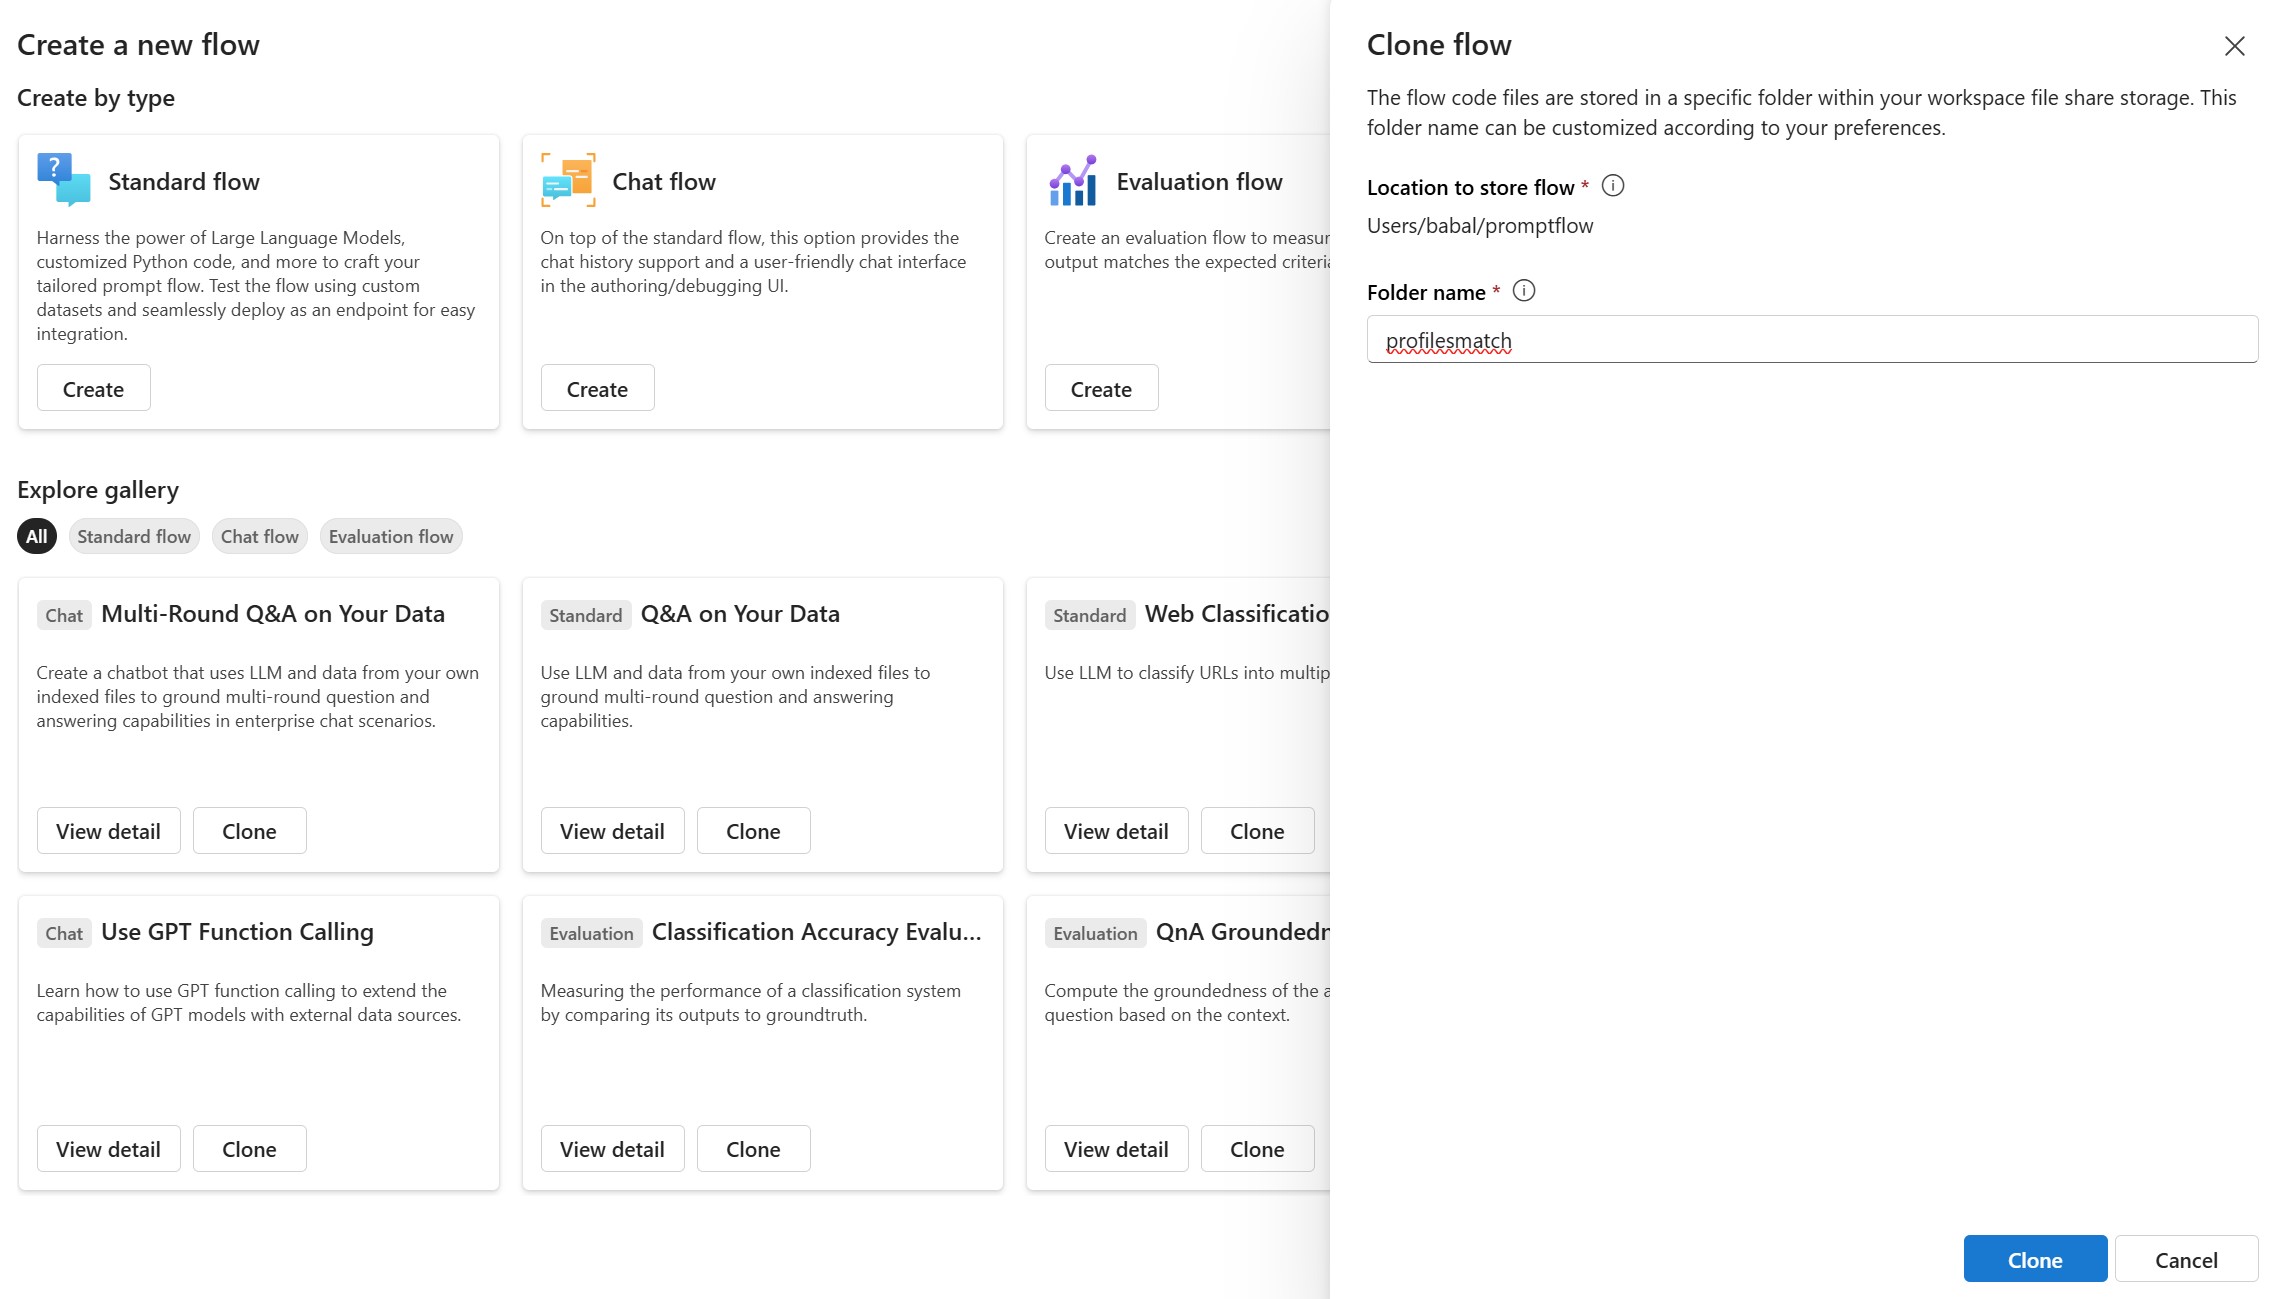 Create a new flow
Create by type
Standard flow
Harness the power of Large Language Models,
customized Python code, and more to craft your
tailored prompt flow. Test the flow using custom
datasets and seamlessly deploy as an endpoint for easy
integration.
Create
Chat flow
On top of the standard flow, this option provides the
chat history support and a user-friendly chat interface
in the authoring/debugging UI.
Create
Evaluation flow
Create an evaluation flow to measur
output matches the expected criteria
Create
Explore gallery
All
Standard flow
Chat flow
Evaluation flow
Chat Multi-Round Q&A on Your Data
Create a chatbot that uses LLM and data from your own
indexed files to ground multi-round question and
answering capabilities in enterprise chat scenarios.
View detail
Clone
Standard Q&A on Your Data
Use LLM and data from your own indexed files to
ground multi-round question and answering
capabilities.
View detail
Clone
Standard Web Classificatio
Use LLM to classify URLs into multip
View detail
Clone
Chat Use GPT Function Calling
Learn how to use GPT function calling to extend the
capabilities of GPT models with external data sources.
View detail
Clone
Evaluation Classification Accuracy Evalu...
Measuring the performance of a classification system
by comparing its outputs to groundtruth.
View detail
Clone
Evaluation QnA Groundedn
Compute the groundedness of the a
question based on the context.
View detail
Clone
Clone flow
The flow code files are stored in a specific folder within your workspace file share storage. This
folder name can be customized according to your preferences.
Location to store flow *
Users/babal/promptflow
Folder name *
profilesmatch
Clone
Cancel